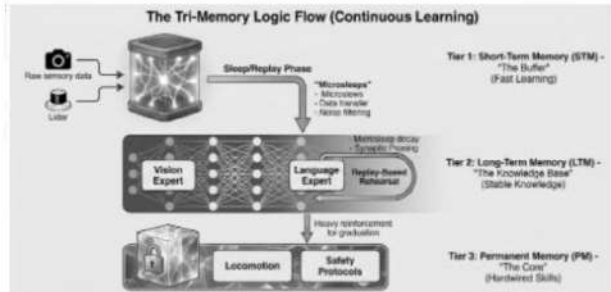 The Tri-Memory Logic Flow (Continuous Learning)
Raw sensory data
Lidar
Sleep/Replay Phase
"Microsleeps"
- Data transfer
- Noise filtering
Tier 1: Short-Term Memory (STM) -
"The Buffer"
(Fast Learning)
Vision
Expert
Language
Expert
- Microsleep decay
- Synaptic Pruning
Replay-Based
Rehearsal
Tier 2: Long-Term Memory (LTM) -
"The Knowledge Base"
(Stable Knowledge)
Heavy reinforcement
for graduation
Locomotion
Safety
Protocols
Tier 3: Permanent Memory (PM) -
"The Core"
(Hardwired Skills)